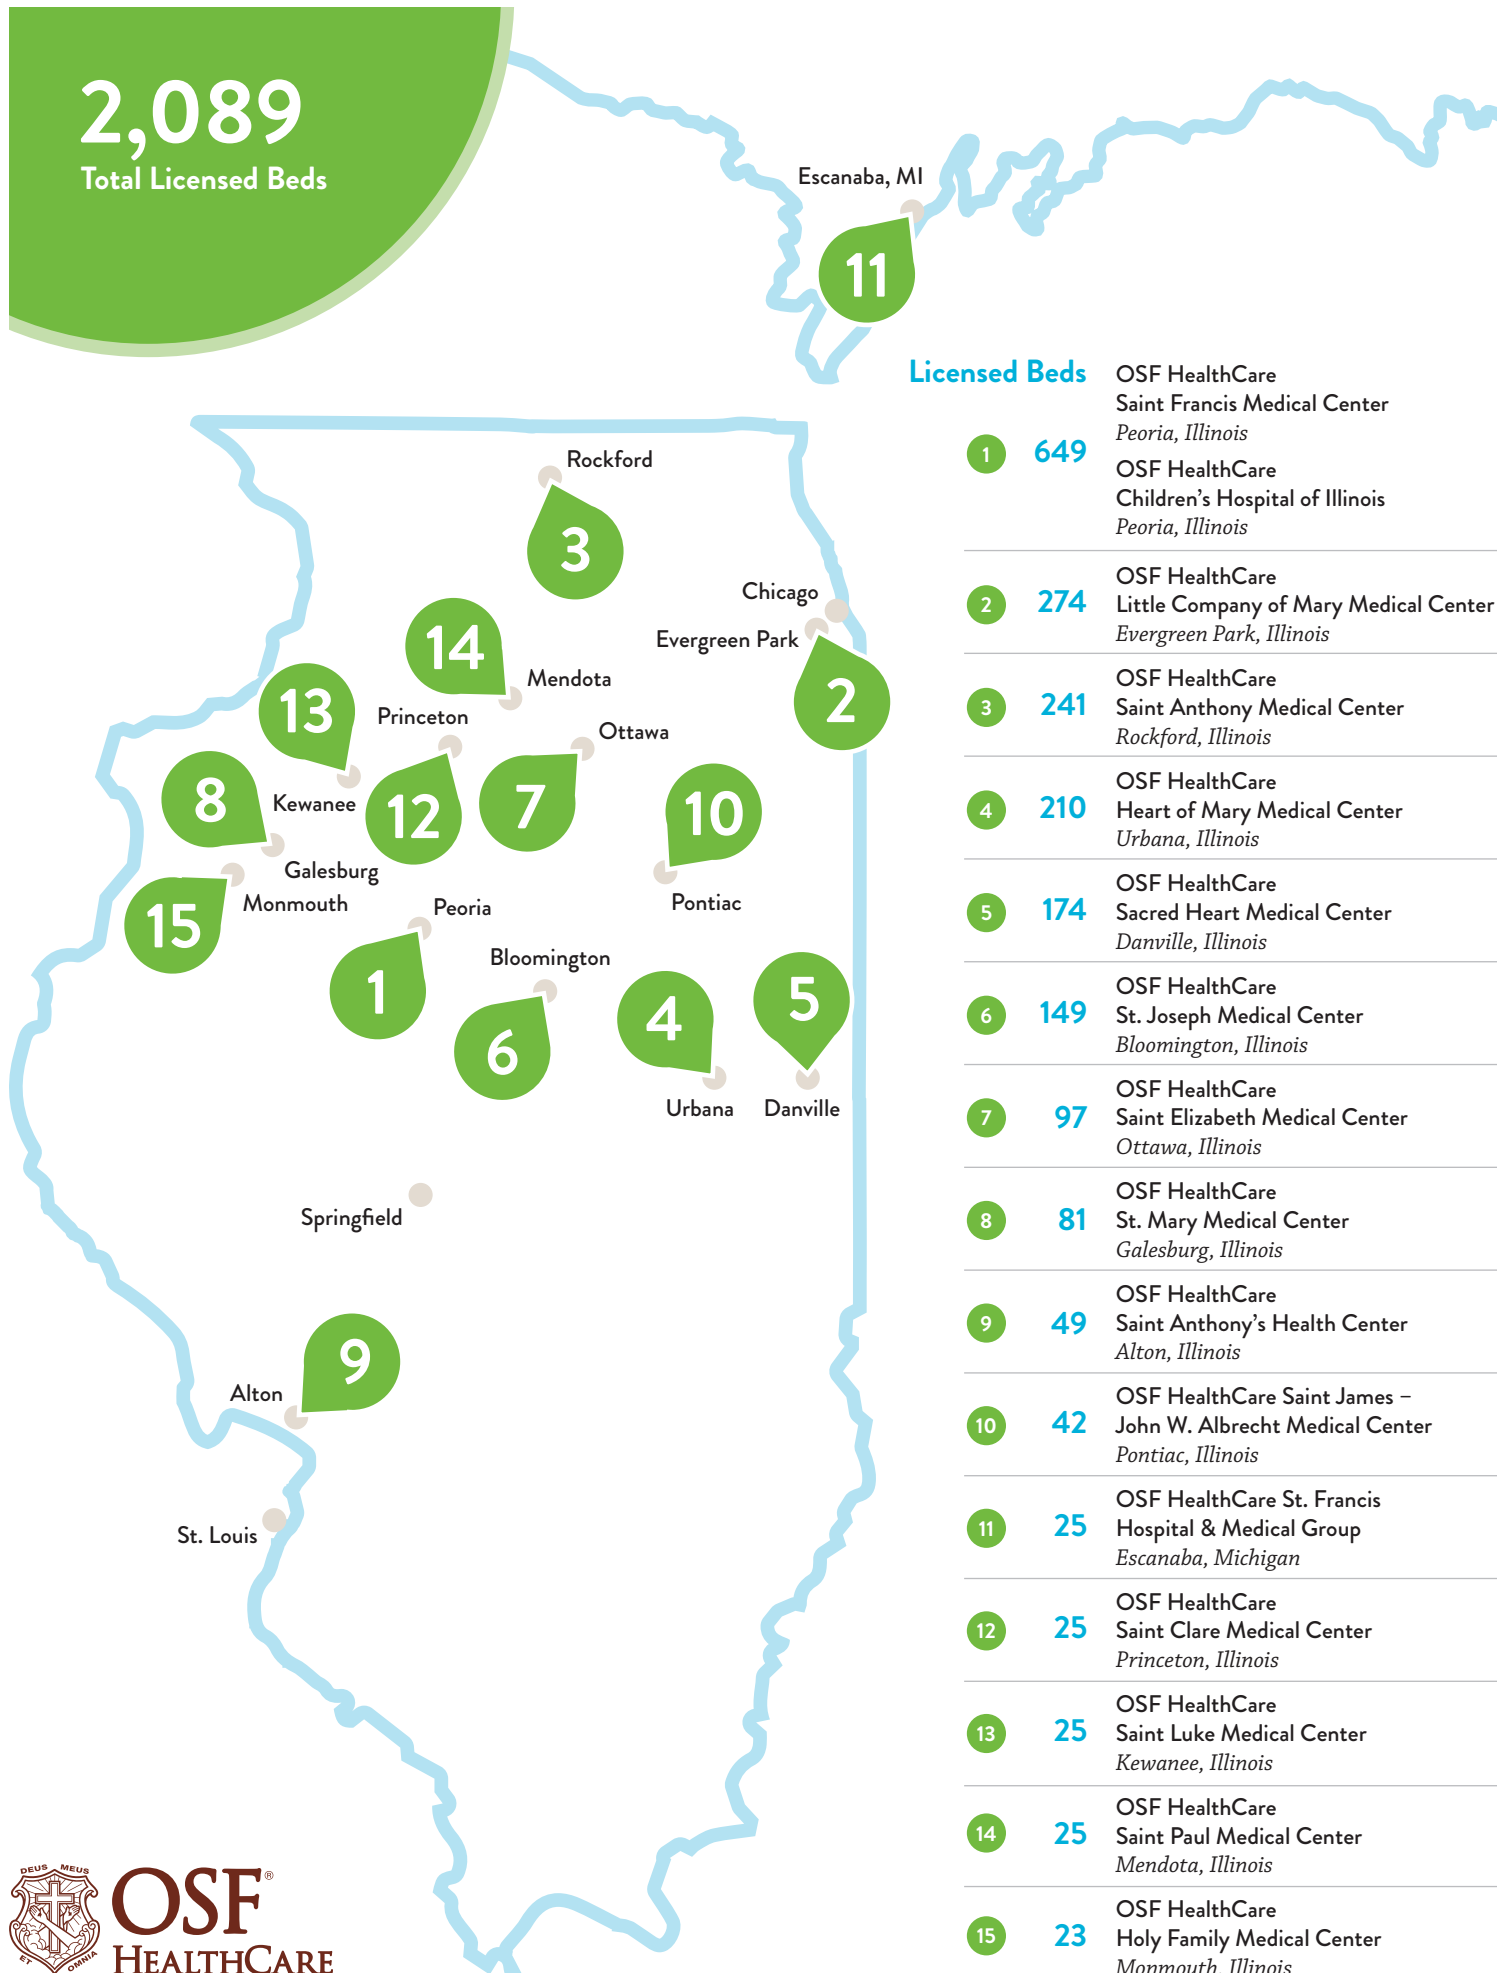 2,089
Total Licensed Beds
Escanaba, MI
11
Rockford
3
Chicago
Evergreen Park
2
14
Mendota
13
Princeton
12
Ottawa
7
8
Kewanee
10
Pontiac
Galesburg
Monmouth
15
Peoria
1
Bloomington
6
4
Urbana
5
Danville
Springfield
9
Alton
St. Louis
DEUS MEUS
ET OMNIA
OSF®
HEALTHCARE
Licensed Beds
1
649
OSF HealthCare
Saint Francis Medical Center
Peoria, Illinois
OSF HealthCare
Children's Hospital of Illinois
Peoria, Illinois
2
274
OSF HealthCare
Little Company of Mary Medical Center
Evergreen Park, Illinois
3
241
OSF HealthCare
Saint Anthony Medical Center
Rockford, Illinois
4
210
OSF HealthCare
Heart of Mary Medical Center
Urbana, Illinois
5
174
OSF HealthCare
Sacred Heart Medical Center
Danville, Illinois
6
149
OSF HealthCare
St. Joseph Medical Center
Bloomington, Illinois
7
97
OSF HealthCare
Saint Elizabeth Medical Center
Ottawa, Illinois
8
81
OSF HealthCare
St. Mary Medical Center
Galesburg, Illinois
9
49
OSF HealthCare
Saint Anthony's Health Center
Alton, Illinois
10
42
OSF HealthCare Saint James –
John W. Albrecht Medical Center
Pontiac, Illinois
11
25
OSF HealthCare St. Francis
Hospital & Medical Group
Escanaba, Michigan
12
25
OSF HealthCare
Saint Clare Medical Center
Princeton, Illinois
13
25
OSF HealthCare
Saint Luke Medical Center
Kewanee, Illinois
14
25
OSF HealthCare
Saint Paul Medical Center
Mendota, Illinois
15
23
OSF HealthCare
Holy Family Medical Center
Monmouth, Illinois